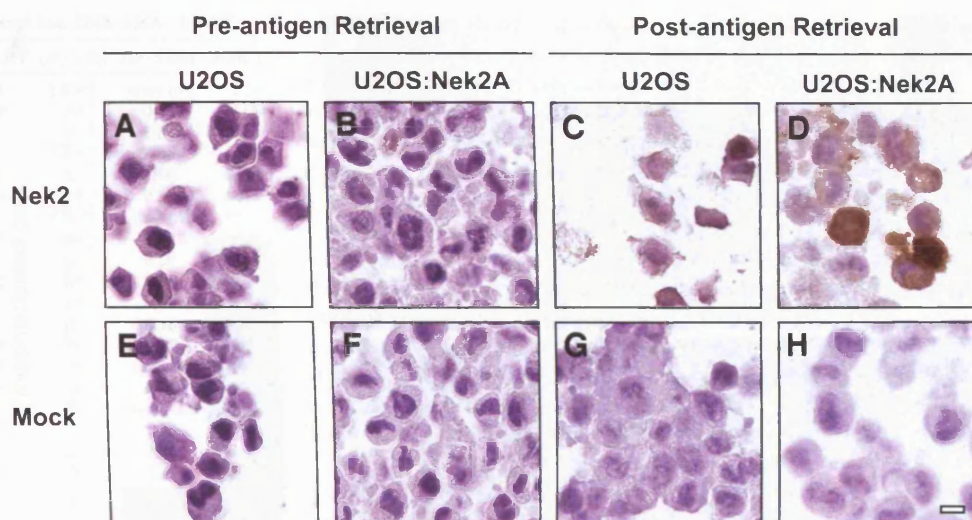 Pre-antigen Retrieval Post-antigen Retrieval
U2OS U2OS:Nek2A U2OS U2OS:Nek2A
Nek2 A B C D
Mock E F G H